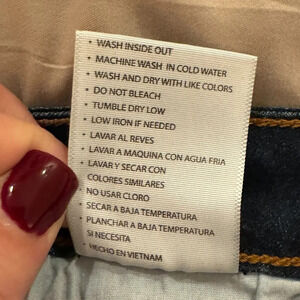 • WASH INSIDE OUT
• MACHINE WASH IN COLD WATER
• WASH AND DRY WITH LIKE COLORS
• DO NOT BLEACH
• TUMBLE DRY LOW
• LOW IRON IF NEEDED
• LAVAR AL REVES
• LAVAR A MAQUINA CON AGUA FRIA
• LAVAR Y SECAR CON
COLORES SIMILARES
• NO USAR CLORO
• SECAR A BAJA TEMPERATURA
• PLANCHAR A BAJA TEMPERATURA
SI NECESITA
• HECHO EN VIETNAM